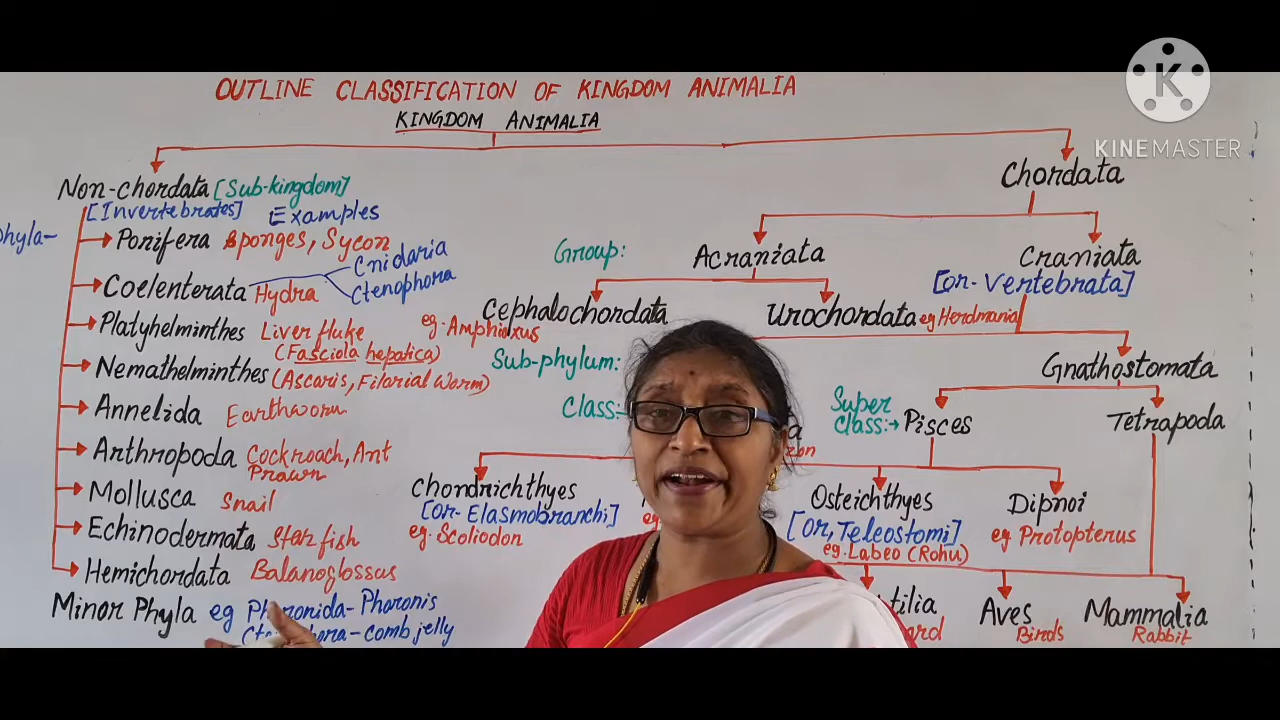 OUTLINE CLASSIFICATION OF KINGDOM ANIMALIA
KINGDOM ANIMALIA
K
KINEMASTER
Non-chordata [Sub-kingdom]
[Invertebrates] Examples
Porifera Sponges, Sycon
Coelenterata Hydra
Cnidaria
Ctenophora
Platyhelminthes Liver fluke
(Fasciola hepatica)
Nemathelminthes (Ascaris, Filarial Worm)
Annelida Earthworm
Arthropoda Cockroach, Ant
Prawn
Mollusca Snail
Echinodermata Starfish
Hemichordata Balanoglossus
Minor Phyla eg Phoronida-Phoronis
comb jelly
Chordata
Group: Acraniata
Craniata
[or- Vertebrata]
Cephalochordata
eg. Amphioxus
Urochordata eg Herdmania
Sub-phylum: Gnathostomata
Class:-
Super
Class:→ Pisces
Tetrapoda
Chondrichthyes
[or- Elasmobranchi]
eg. Scoliodon
Osteichthyes
[or, Teleostomi]
eg. Labeo (Rohu)
Dipnoi
eg Protopterus
Aves
Birds
Mammalia
Rabbit